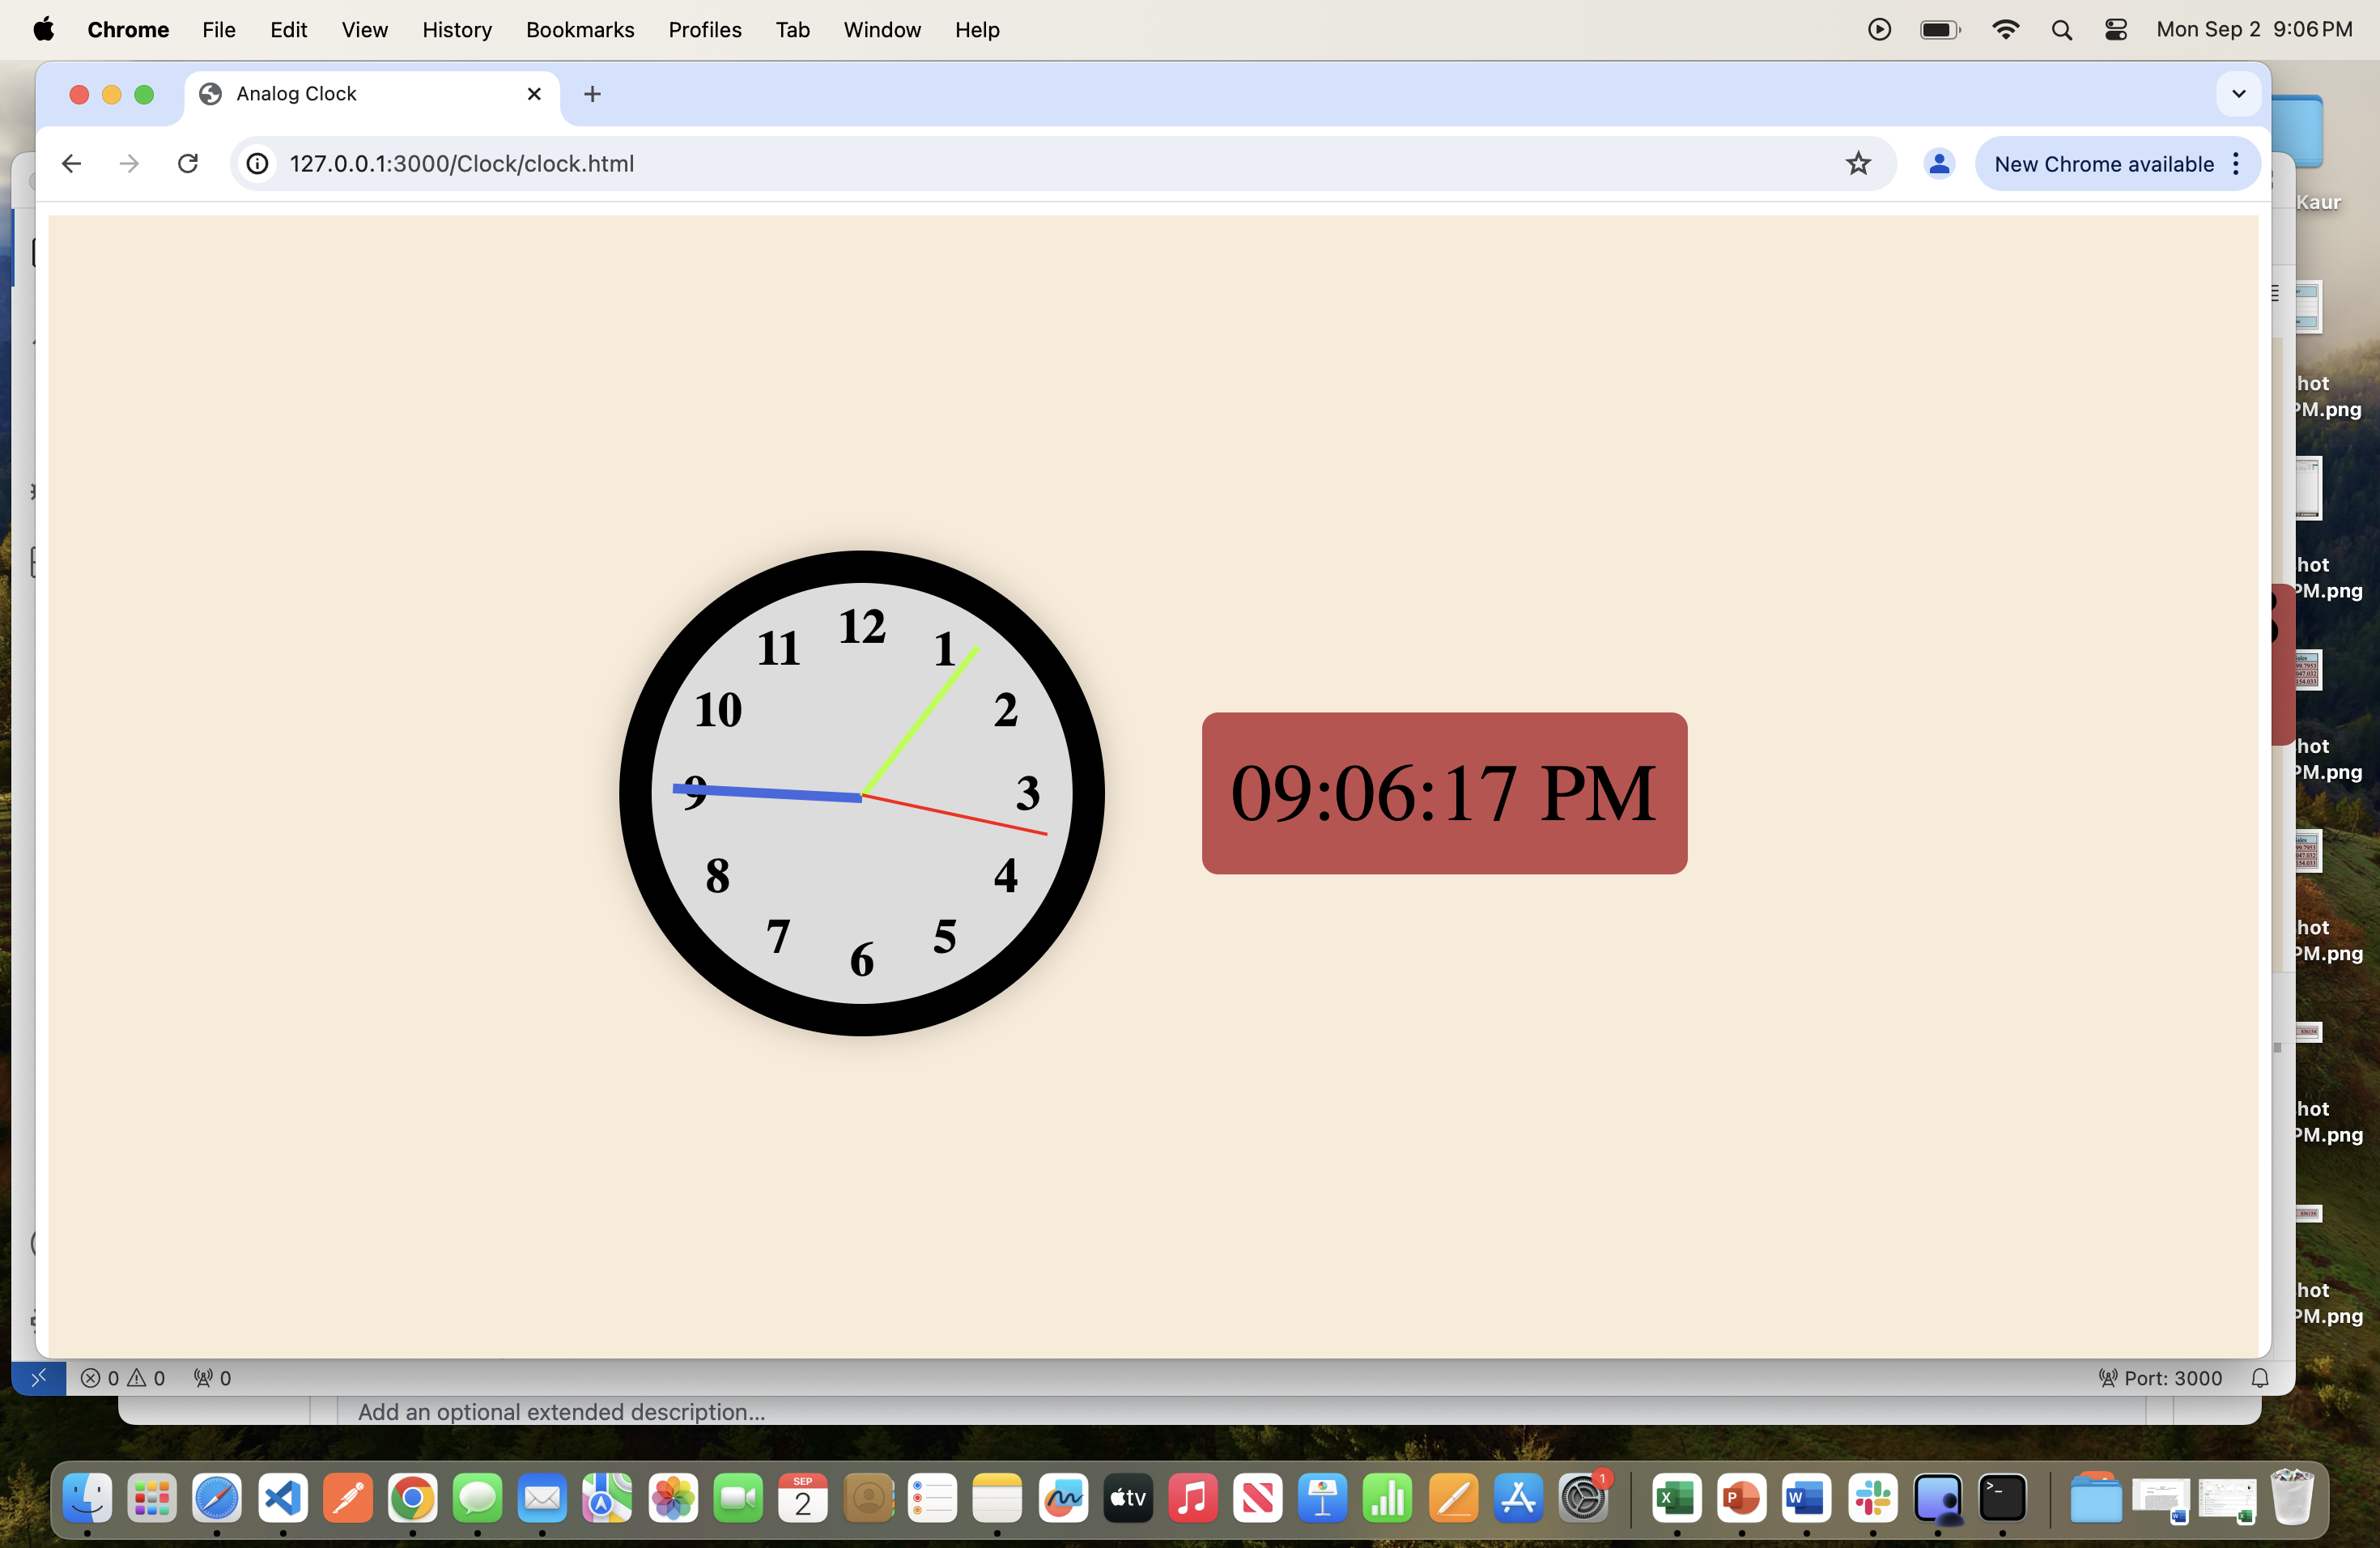 Chrome File Edit View History Bookmarks Profiles Tab Window Help Mon Sep 2 9:06 PM
Analog Clock
127.0.0.1:3000/Clock/clock.html New Chrome available
Kaur
hot
PM.png
hot
PM.png
hot
PM.png
hot
PM.png
hot
PM.png
hot
PM.png
12
11 1
10 2
9 3
8 4
7 5
6
09:06:17 PM
0 0 0 Port: 3000
Add an optional extended description...
SEP
2
tv
1
X
P
W
>_